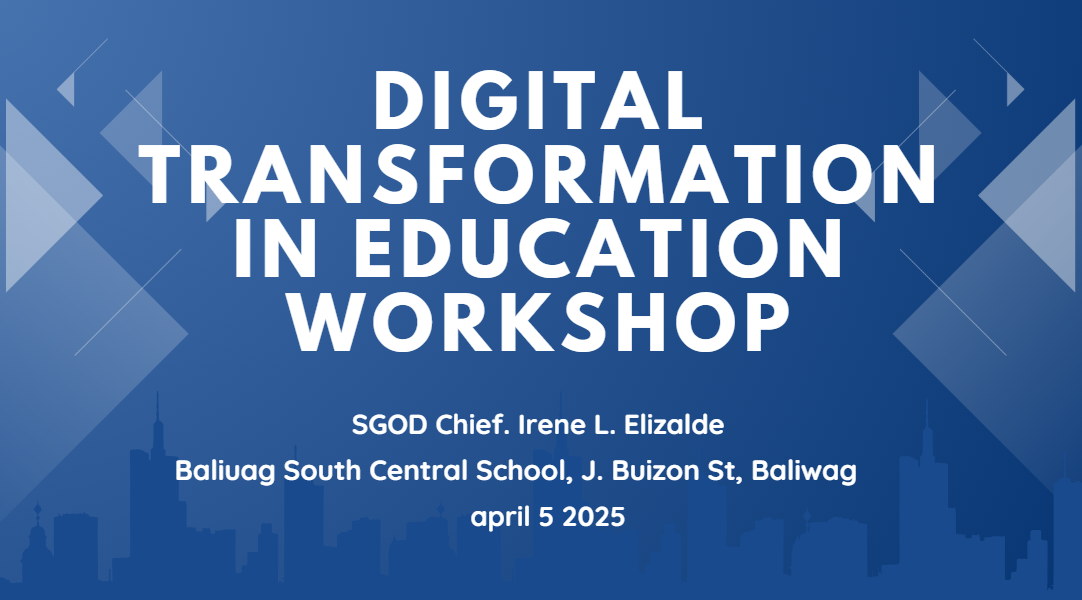 DIGITAL
TRANSFORMATION
IN EDUCATION
WORKSHOP
SGOD Chief. Irene L. Elizalde
Baliuag South Central School, J. Buizon St, Baliwag
april 5 2025